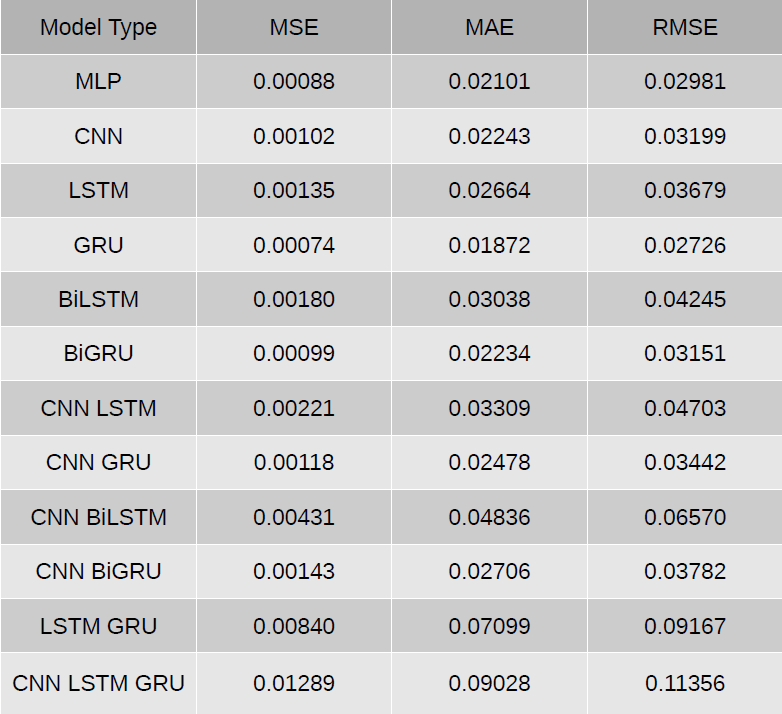 Model Type MSE MAE RMSE
MLP 0.00088 0.02101 0.02981
CNN 0.00102 0.02243 0.03199
LSTM 0.00135 0.02664 0.03679
GRU 0.00074 0.01872 0.02726
BiLSTM 0.00180 0.03038 0.04245
BiGRU 0.00099 0.02234 0.03151
CNN LSTM 0.00221 0.03309 0.04703
CNN GRU 0.00118 0.02478 0.03442
CNN BiLSTM 0.00431 0.04836 0.06570
CNN BiGRU 0.00143 0.02706 0.03782
LSTM GRU 0.00840 0.07099 0.09167
CNN LSTM GRU 0.01289 0.09028 0.11356